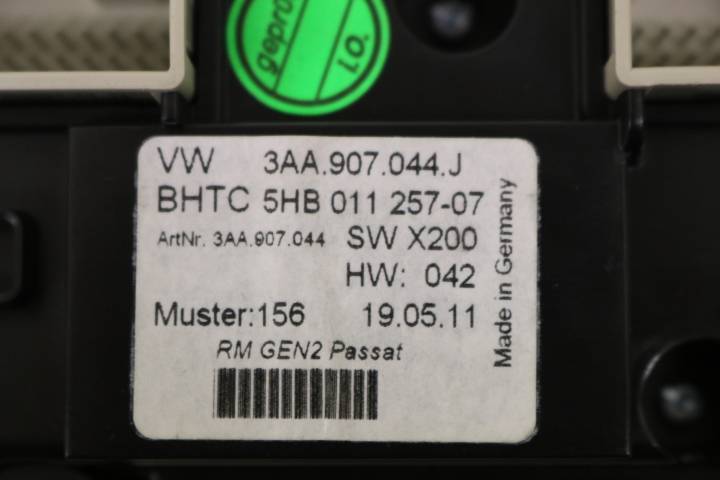 geprüft
i.O.
VW 3AA.907.044.J
BHTC 5HB 011 257-07
ArtNr. 3AA.907.044 SW X200
HW: 042
Muster:156 19.05.11
RM GEN2 Passat
Made in Germany